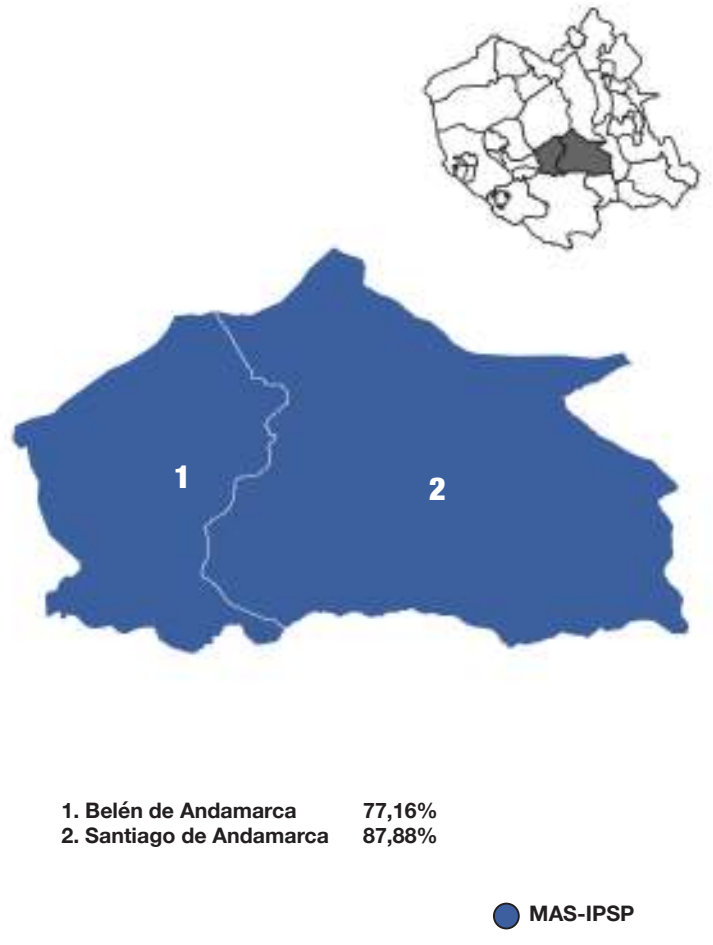 1
2
1. Belén de Andamarca 77,16%
2. Santiago de Andamarca 87,88%
MAS-IPSP